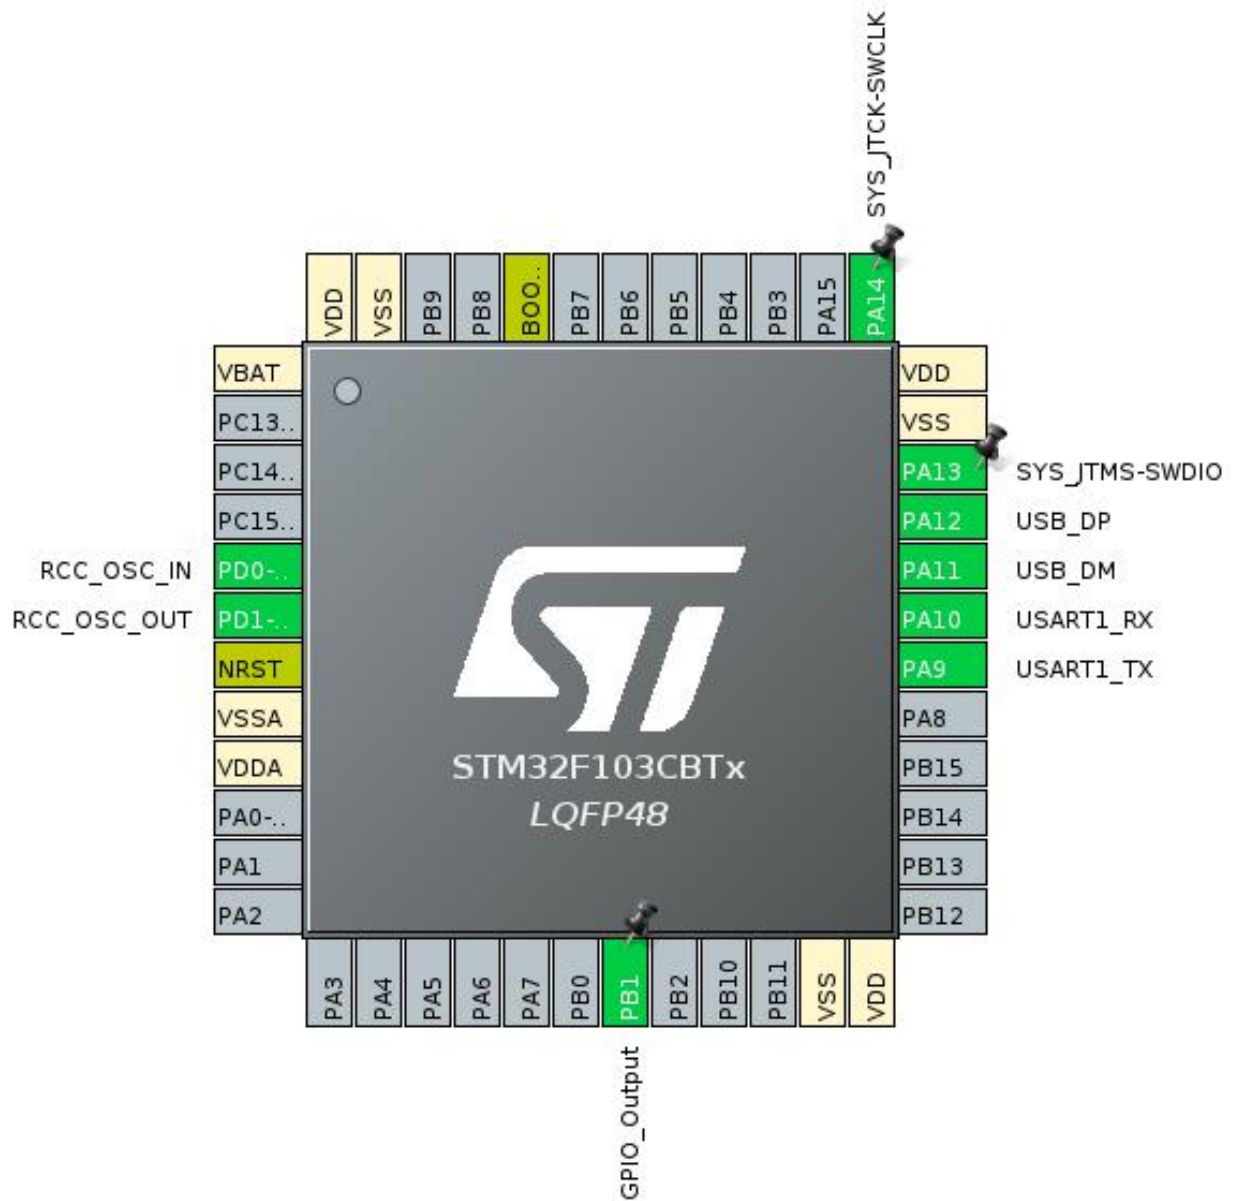 SYS_JTCK-SWCLK
VDD
VSS
PB9
PB8
BOO..
PB7
PB6
PB5
PB4
PB3
PA15
PA14
VBAT
PC13..
PC14..
PC15..
RCC_OSC_IN PD0-..
RCC_OSC_OUT PD1-..
NRST
VSSA
VDDA
PA0-..
PA1
PA2
STM32F103CBTx
LQFP48
VDD
VSS
PA13 SYS_JTMS-SWDIO
PA12 USB_DP
PA11 USB_DM
PA10 USART1_RX
PA9 USART1_TX
PA8
PB15
PB14
PB13
PB12
PA3
PA4
PA5
PA6
PA7
PB0
PB1
PB2
PB10
PB11
VSS
VDD
GPIO_Output